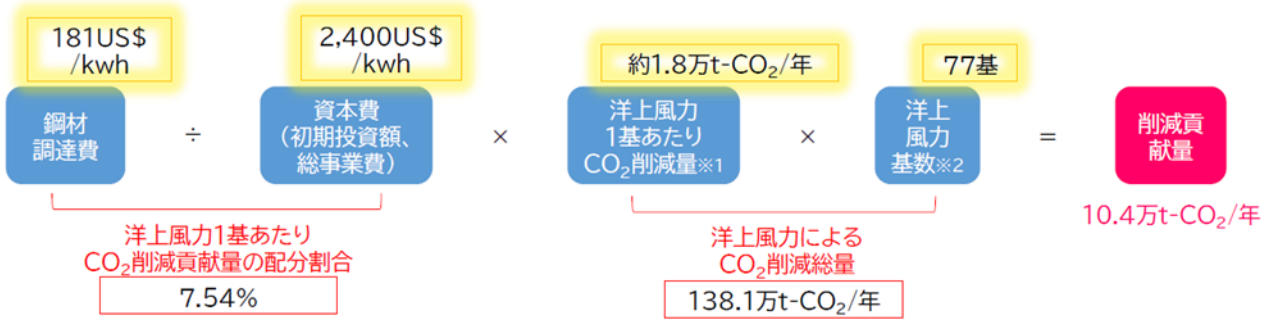 181US$
/kwh
2,400US$
/kwh
約1.8万t-CO₂/年
77基
鋼材
調達費
÷
資本費
(初期投資額、
総事業費)
×
洋上風力
1基あたり
CO₂削減量※1
×
洋上
風力
基数※2
=
削減貢
献量
10.4万t-CO₂/年
洋上風力1基あたり
CO₂削減貢献量の配分割合
7.54%
洋上風力による
CO₂削減総量
138.1万t-CO₂/年